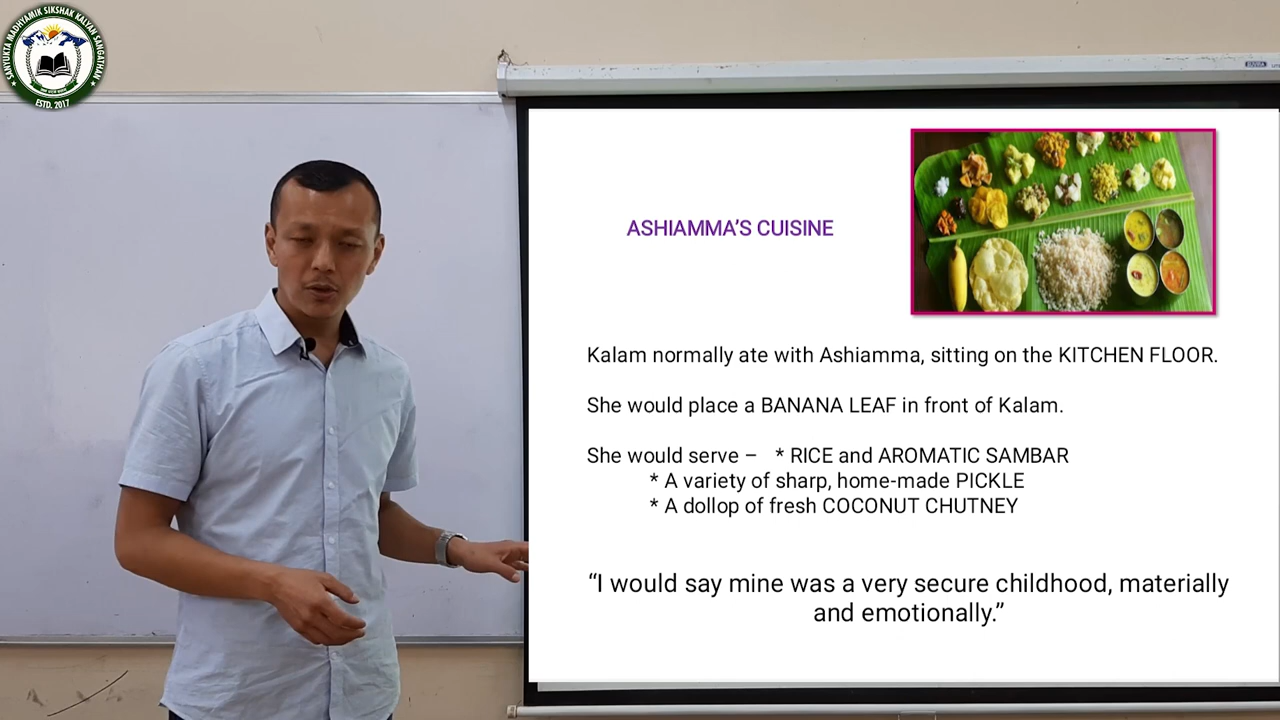 SANYUKTA MADHYAMIK SIKSHAK KALYAN SANGATHAN
ESTD. 2017
ASHIAMMA’S CUISINE
Kalam normally ate with Ashiamma, sitting on the KITCHEN FLOOR.
She would place a BANANA LEAF in front of Kalam.
She would serve – * RICE and AROMATIC SAMBAR
* A variety of sharp, home-made PICKLE
* A dollop of fresh COCONUT CHUTNEY
“I would say mine was a very secure childhood, materially
and emotionally.”